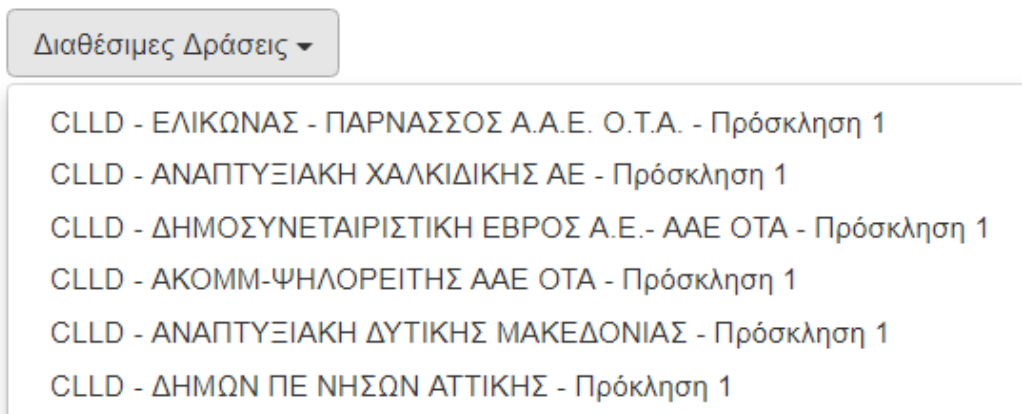 Διαθέσιμες Δράσεις
CLLD - ΕΛΙΚΩΝΑΣ - ΠΑΡΝΑΣΣΟΣ Α.Α.Ε. Ο.Τ.Α. - Πρόσκληση 1
CLLD - ΑΝΑΠΤΥΞΙΑΚΗ ΧΑΛΚΙΔΙΚΗΣ ΑΕ - Πρόσκληση 1
CLLD - ΔΗΜΟΣΥΝΕΤΑΙΡΙΣΤΙΚΗ ΕΒΡΟΣ Α.Ε.- ΑΑΕ ΟΤΑ - Πρόσκληση 1
CLLD - ΑΚΟΜΜ-ΨΗΛΟΡΕΙΤΗΣ ΑΑΕ ΟΤΑ - Πρόσκληση 1
CLLD - ΑΝΑΠΤΥΞΙΑΚΗ ΔΥΤΙΚΗΣ ΜΑΚΕΔΟΝΙΑΣ - Πρόσκληση 1
CLLD - ΔΗΜΩΝ ΠΕ ΝΗΣΩΝ ΑΤΤΙΚΗΣ - Πρόκληση 1